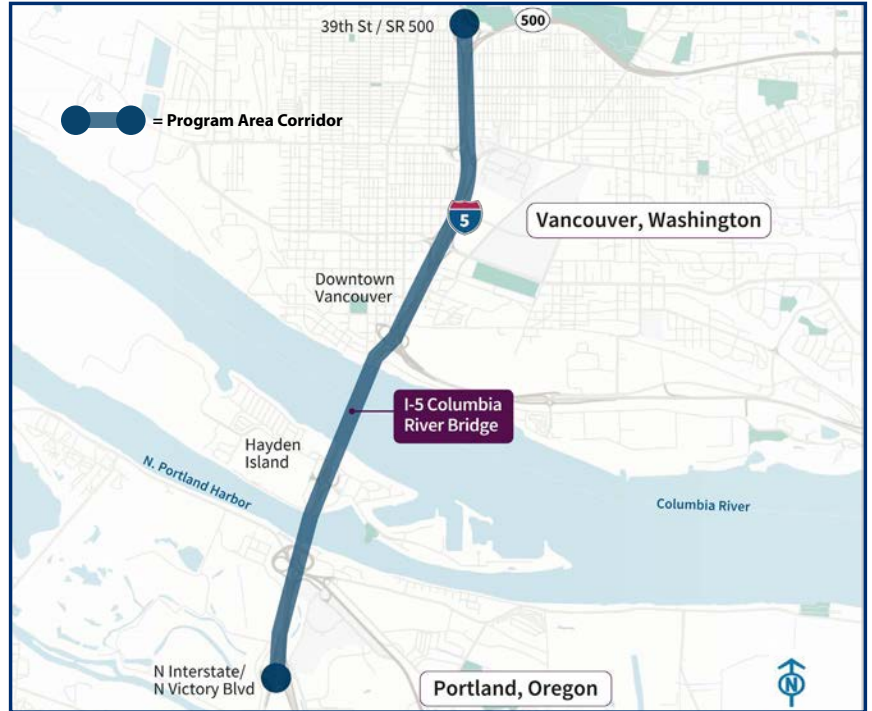 39th St / SR 500
500
= Program Area Corridor
5
Vancouver, Washington
Downtown
Vancouver
I-5 Columbia
River Bridge
Hayden
Island
N. Portland Harbor
Columbia River
N Interstate/
N Victory Blvd
Portland, Oregon
N